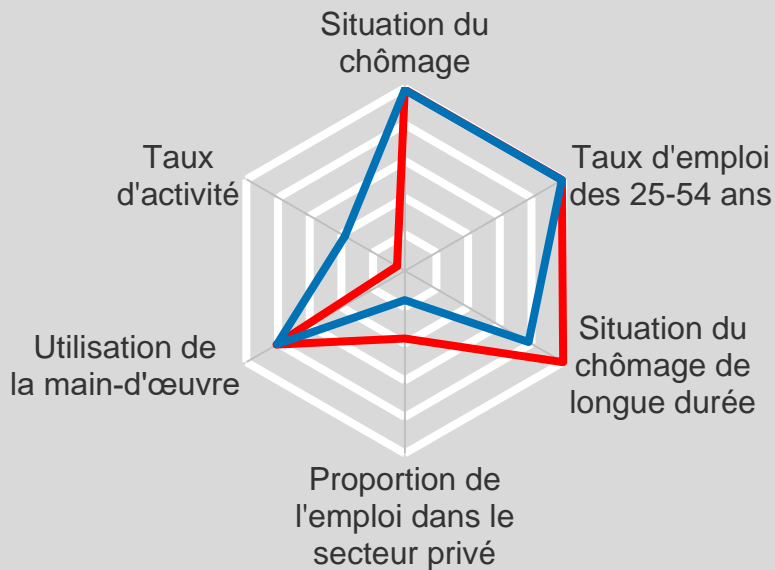 Situation du
chômage
Taux d'emploi
des 25-54 ans
Situation du
chômage de
longue durée
Proportion de
l'emploi dans le
secteur privé
Utilisation de
la main-d'œuvre
Taux
d'activité